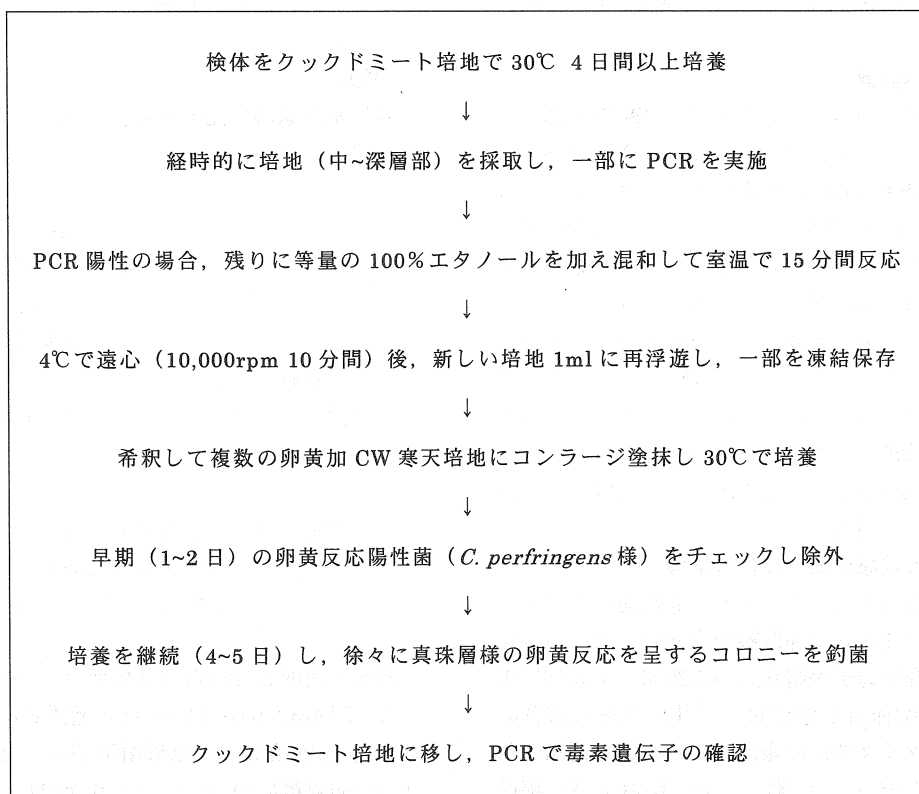 検体をクックドミート培地で 30℃ 4 日間以上培養
↓
経時的に培地（中~深層部）を採取し，一部に PCR を実施
↓
PCR 陽性の場合，残りに等量の 100％エタノールを加え混和して室温で 15 分間反応
↓
4℃で遠心（10,000rpm 10 分間）後，新しい培地 1ml に再浮遊し，一部を凍結保存
↓
希釈して複数の卵黄加 CW 寒天培地にコンラージ塗抹し 30℃で培養
↓
早期（1~2 日）の卵黄反応陽性菌（C. perfringens 様）をチェックし除外
↓
培養を継続（4~5 日）し，徐々に真珠層様の卵黄反応を呈するコロニーを釣菌
↓
クックドミート培地に移し，PCR で毒素遺伝子の確認